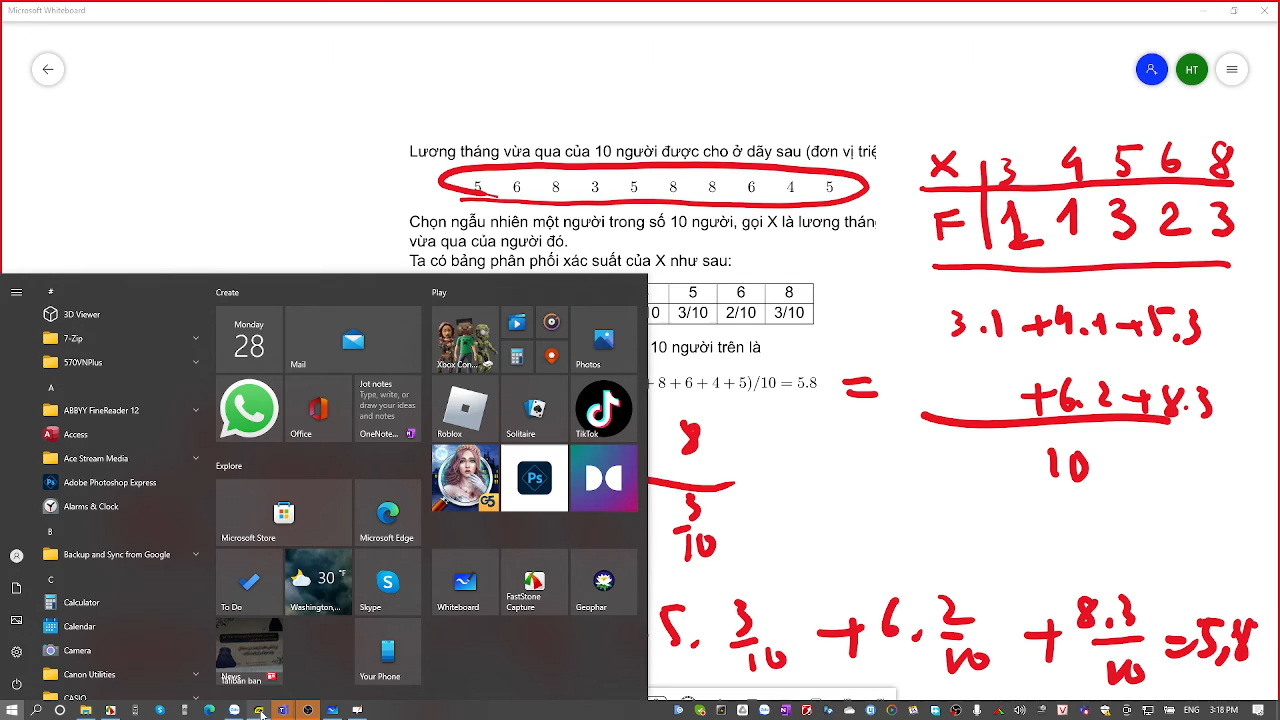 Microsoft Whiteboard
HT
Lương tháng vừa qua của 10 người được cho ở dãy sau (đơn vị triệ
5 6 8 3 5 8 8 6 4 5
Chọn ngẫu nhiên một người trong số 10 người, gọi X là lương tháng
vừa qua của người đó.
Ta có bảng phân phối xác suất của X như sau:
5 6 8
10 3/10 2/10 3/10
10 người trên là
+ 8 + 6 + 4 + 5)/10 = 5.8
X 3 4 5 6 8
F 1 1 3 2 3
3.1 + 4.1 + 5.3
= + 6.2 + 8.3
10
8
3
10
5. 3/10 + 6. 2/10 + 8.3/10 = 5,8
#
3D Viewer
7-Zip
570VNPlus
A
ABBYY FineReader 12
Access
Ace Stream Media
Adobe Photoshop Express
Alarms & Clock
B
Backup and Sync from Google
C
Calculator
Calendar
Camera
Canon Utilities
CASIO
Create
Monday
28
Mail
Office
Jot notes
Type, write,
or draw your
ideas and
notes
OneNote...
Explore
Microsoft Store
Microsoft Edge
To Do
30 °F
Washington,...
Skype
Taliban ban
News
Your Phone
Play
Xbox Con...
Photos
Roblox
Solitaire
TikTok
G5
Ps
Whiteboard
FastStone
Capture
Geophar
3:18 PM